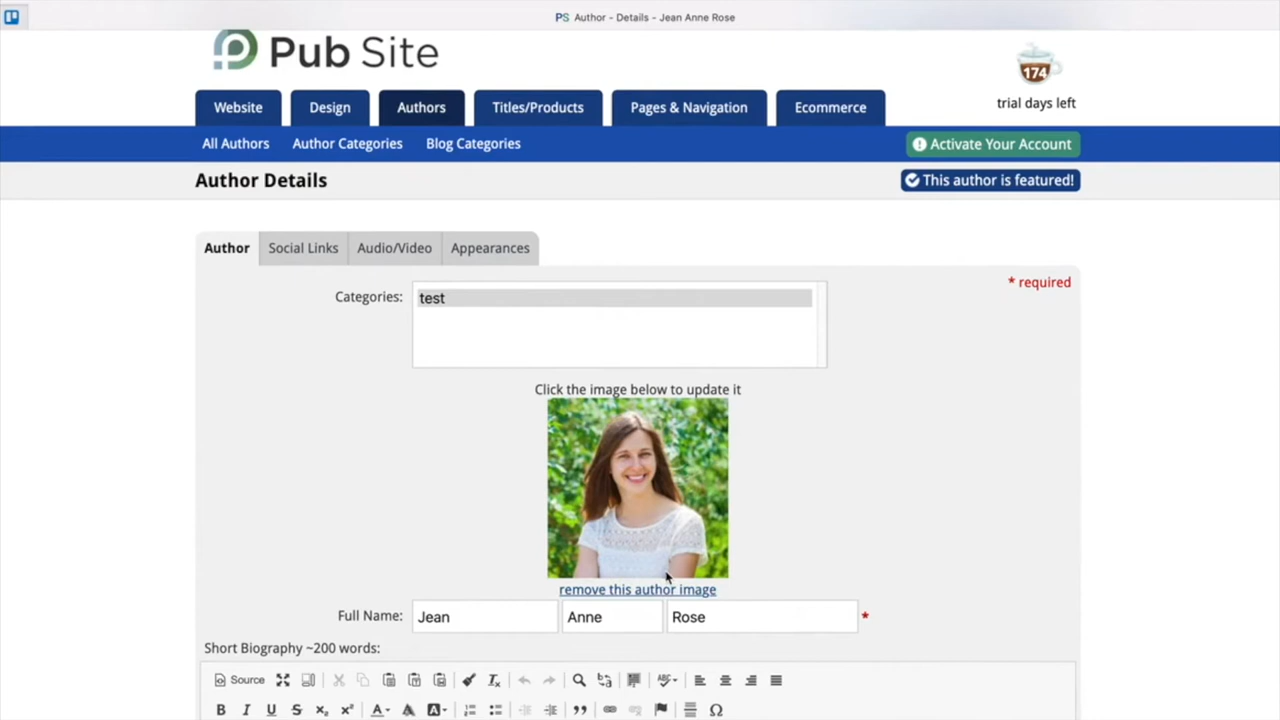 PS Author - Details - Jean Anne Rose
Pub Site
174
trial days left
Website Design Authors Titles/Products Pages & Navigation Ecommerce
All Authors Author Categories Blog Categories Activate Your Account
Author Details This author is featured!
Author Social Links Audio/Video Appearances
* required
Categories: test
Click the image below to update it
remove this author image
Full Name: Jean Anne Rose *
Short Biography ~200 words:
Source ABC
B I U S x₂ x² A A